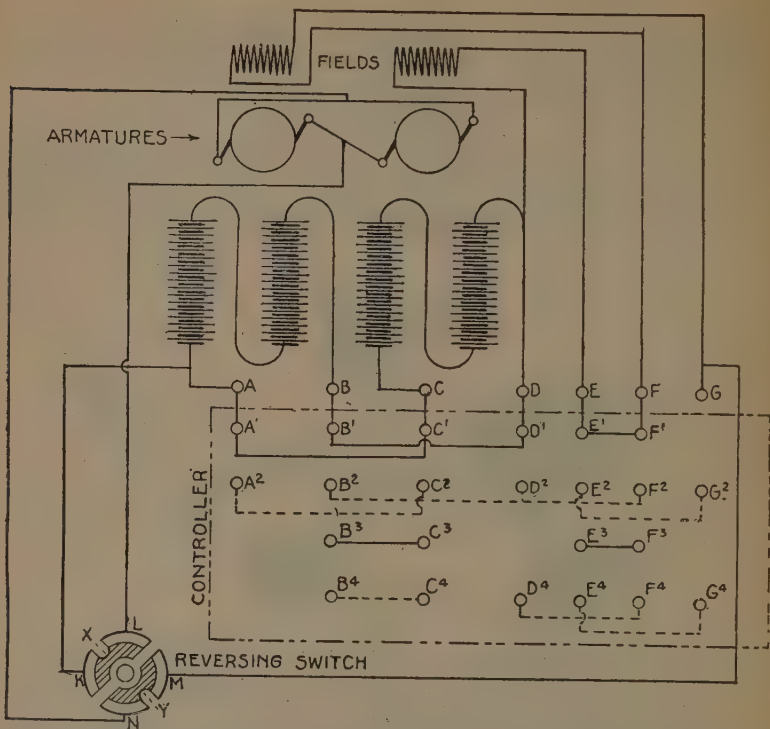 FIELDS
ARMATURES
A B C D E F G
A' B' C' D' E' F'
A² B² C² D² E² F² G²
B³ C³ E³ F³
B⁴ C⁴ D⁴ E⁴ F⁴ G⁴
CONTROLLER
X L
REVERSING SWITCH
K M
Y
N